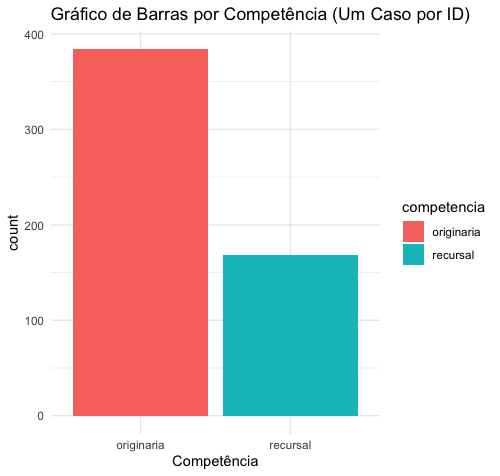 Gráfico de Barras por Competência (Um Caso por ID)
400
300
200
100
0
count
originaria
recursal
Competência
competencia
originaria
recursal